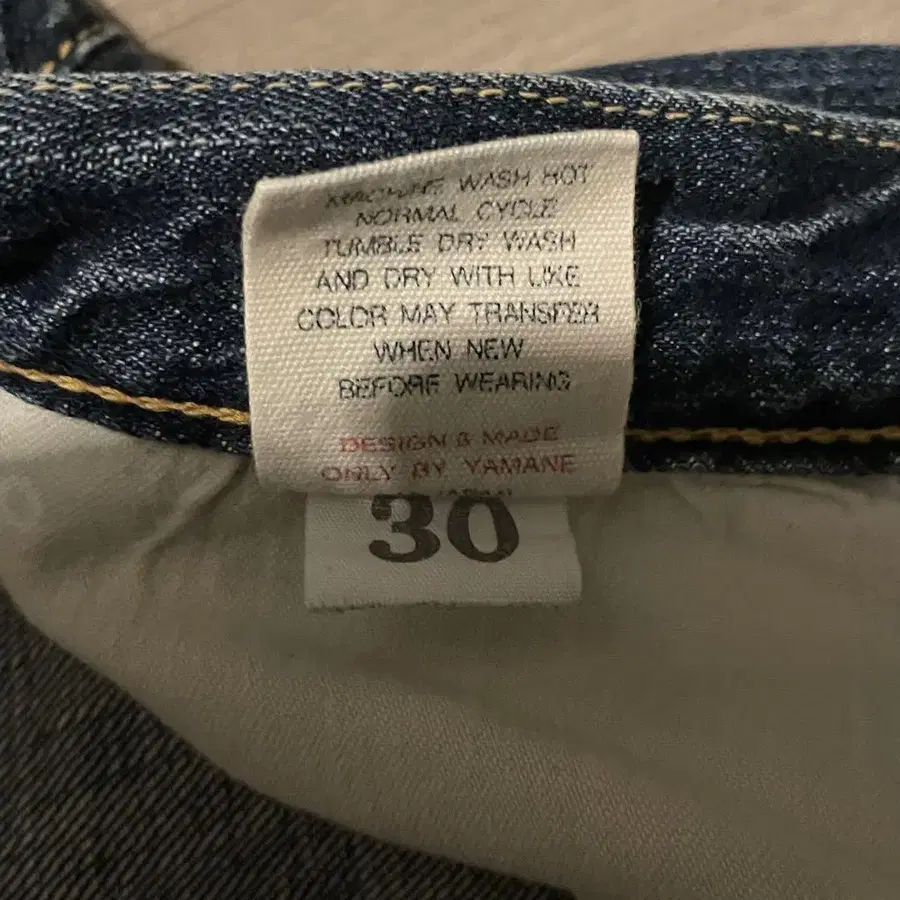 MACHINE WASH HOT
NORMAL CYCLE
TUMBLE DRY WASH
AND DRY WITH LIKE
COLOR MAY TRANSFER
WHEN NEW
BEFORE WEARING
DESIGN & MADE
ONLY BY YAMANE
JAPAN
30